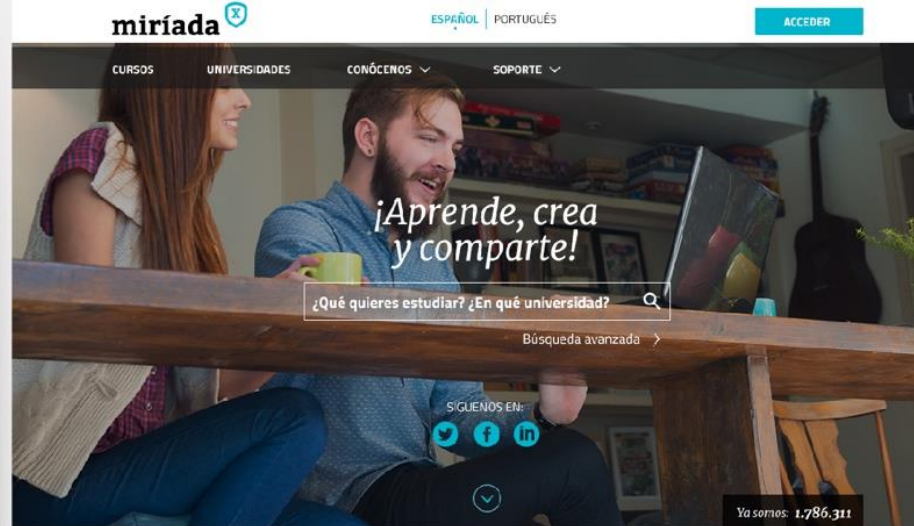 miríada X
ESPAÑOL | PORTUGUÊS
ACCEDER
CURSOS UNIVERSIDADES CONÓCENOS SOPORTE
¡Aprende, crea
y comparte!
¿Qué quieres estudiar? ¿En qué universidad?
Búsqueda avanzada
SÍGUENOS EN:
Ya somos: 1.786.311